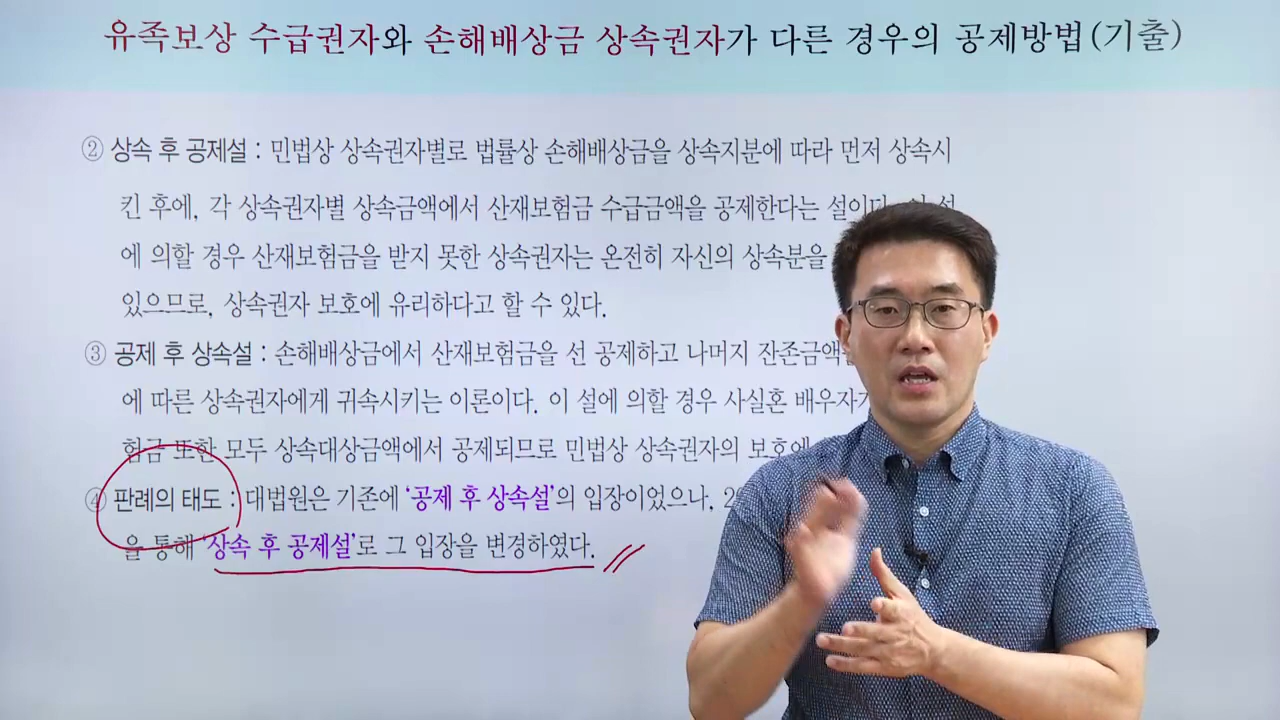 유족보상 수급권자와 손해배상금 상속권자가 다른 경우의 공제방법(기출)
② 상속 후 공제설 : 민법상 상속권자별로 법률상 손해배상금을 상속지분에 따라 먼저 상속시
킨 후에, 각 상속권자별 상속금액에서 산재보험금 수급금액을 공제한다는 설이다.
에 의할 경우 산재보험금을 받지 못한 상속권자는 온전히 자신의 상속분을
있으므로, 상속권자 보호에 유리하다고 할 수 있다.
③ 공제 후 상속설 : 손해배상금에서 산재보험금을 선 공제하고 나머지 잔존금액
에 따른 상속권자에게 귀속시키는 이론이다. 이 설에 의할 경우 사실혼 배우자
험금 또한 모두 상속대상금액에서 공제되므로 민법상 상속권자의 보호에
④ 판례의 태도 : 대법원은 기존에 ‘공제 후 상속설’의 입장이었으나, 2
을 통해 ‘상속 후 공제설’로 그 입장을 변경하였다.